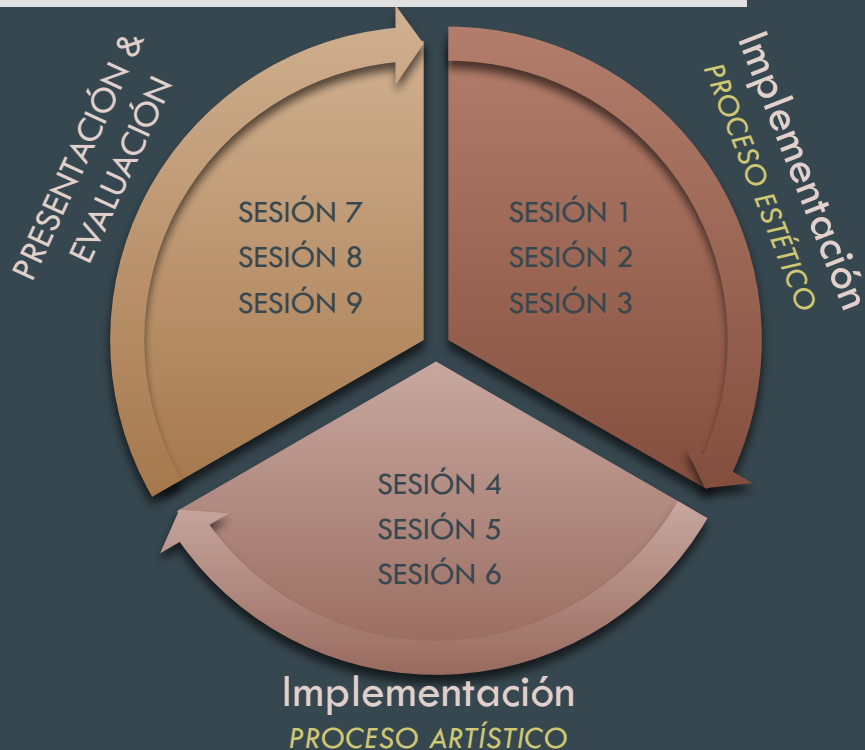 Implementación
PROCESO ESTÉTICO
SESIÓN 1
SESIÓN 2
SESIÓN 3
SESIÓN 4
SESIÓN 5
SESIÓN 6
Implementación
PROCESO ARTÍSTICO
PRESENTACIÓN &
EVALUACIÓN
SESIÓN 7
SESIÓN 8
SESIÓN 9